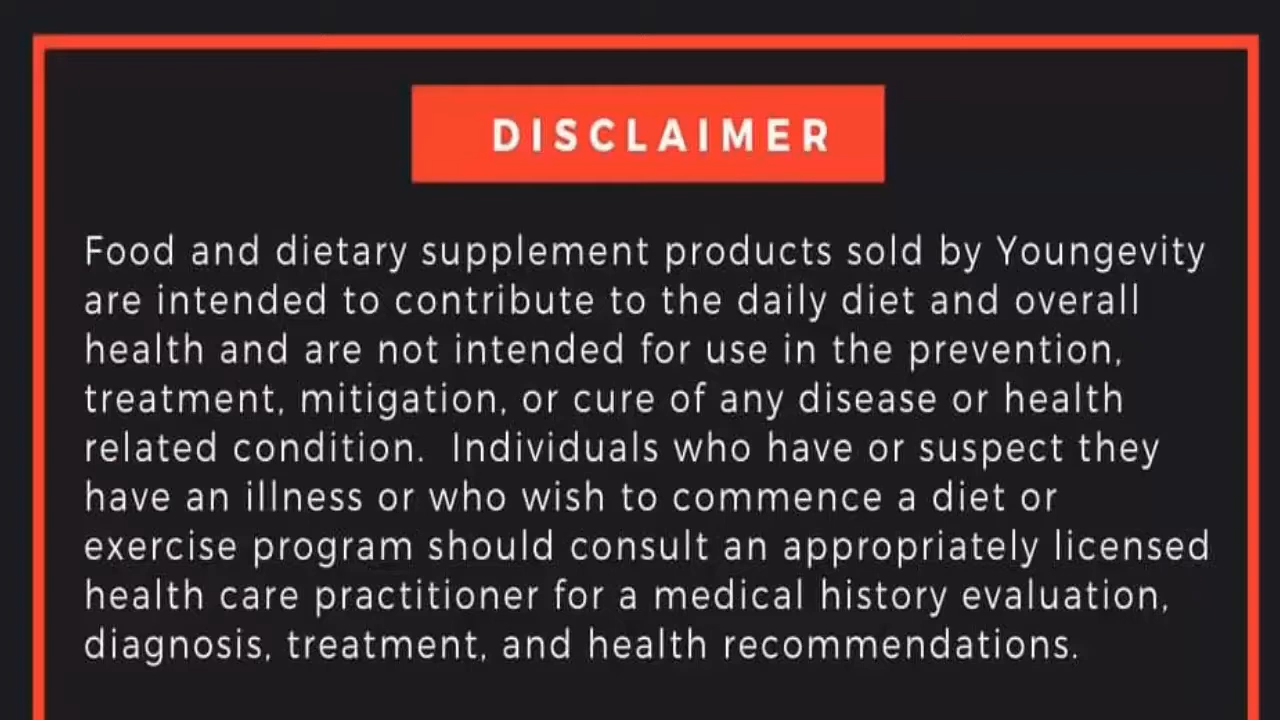 DISCLAIMER
Food and dietary supplement products sold by Youngevity
are intended to contribute to the daily diet and overall
health and are not intended for use in the prevention,
treatment, mitigation, or cure of any disease or health
related condition.  Individuals who have or suspect they
have an illness or who wish to commence a diet or
exercise program should consult an appropriately licensed
health care practitioner for a medical history evaluation,
diagnosis, treatment, and health recommendations.